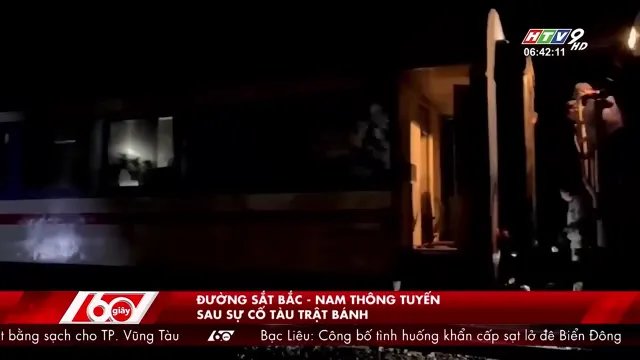 HTV9
HD
06:42:11
60 giây
ĐƯỜNG SẮT BẮC - NAM THÔNG TUYẾN
SAU SỰ CỐ TÀU TRẬT BÁNH
t bằng sạch cho TP. Vũng Tàu 60 Bạc Liêu: Công bố tình huống khẩn cấp sạt lở đê Biển Đông